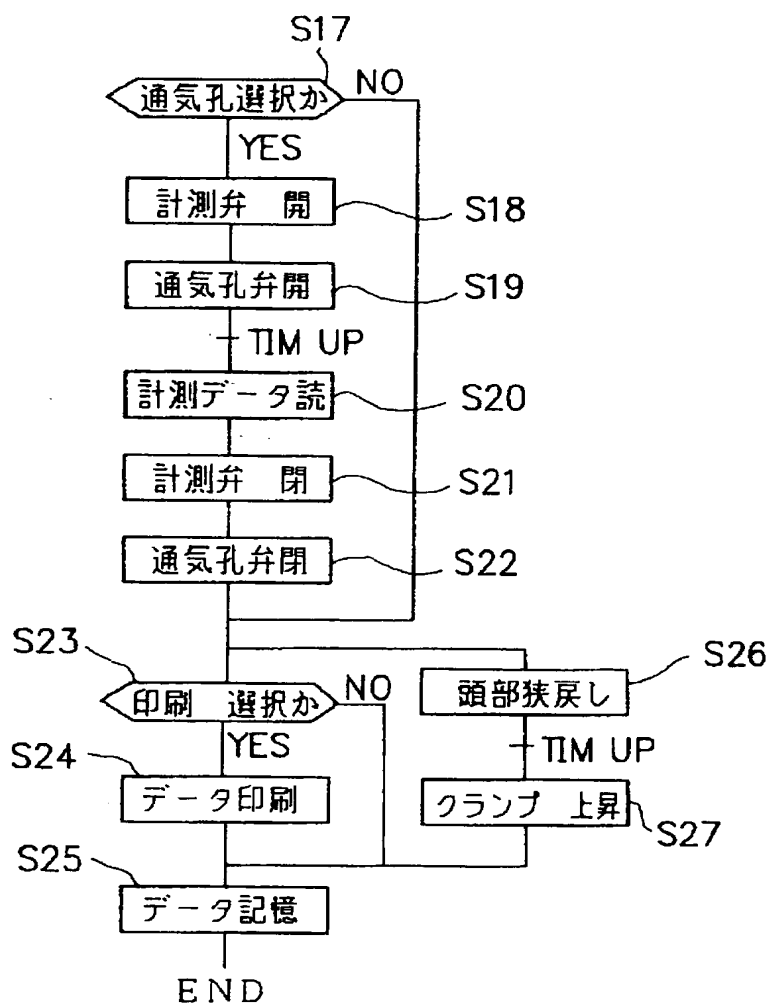 S17
通気孔選択か NO
YES
計測弁 開 S18
通気孔弁開 S19
TIM UP
計測データ読 S20
計測弁 閉 S21
通気孔弁閉 S22
S23
印刷 選択か NO
YES
S24
データ印刷
S25
データ記憶
END
S26
頭部狭戻し
TIM UP
クランプ 上昇
S27